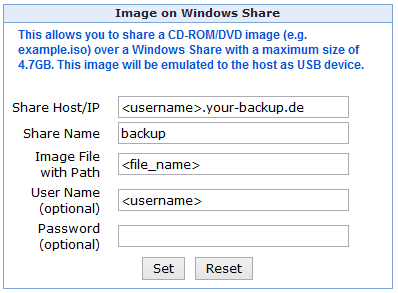 Image on Windows Share
This allows you to share a CD-ROM/DVD image (e.g.
example.iso) over a Windows Share with a maximum size of
4.7GB. This image will be emulated to the host as USB device.
Share Host/IP <username>.your-backup.de
Share Name backup
Image File
with Path <file_name>
User Name
(optional) <username>
Password
(optional)
Set Reset